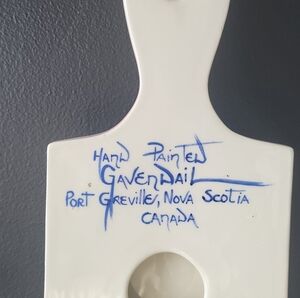 Hand Painted
Gavendail
Port Greville, Nova Scotia
Canada